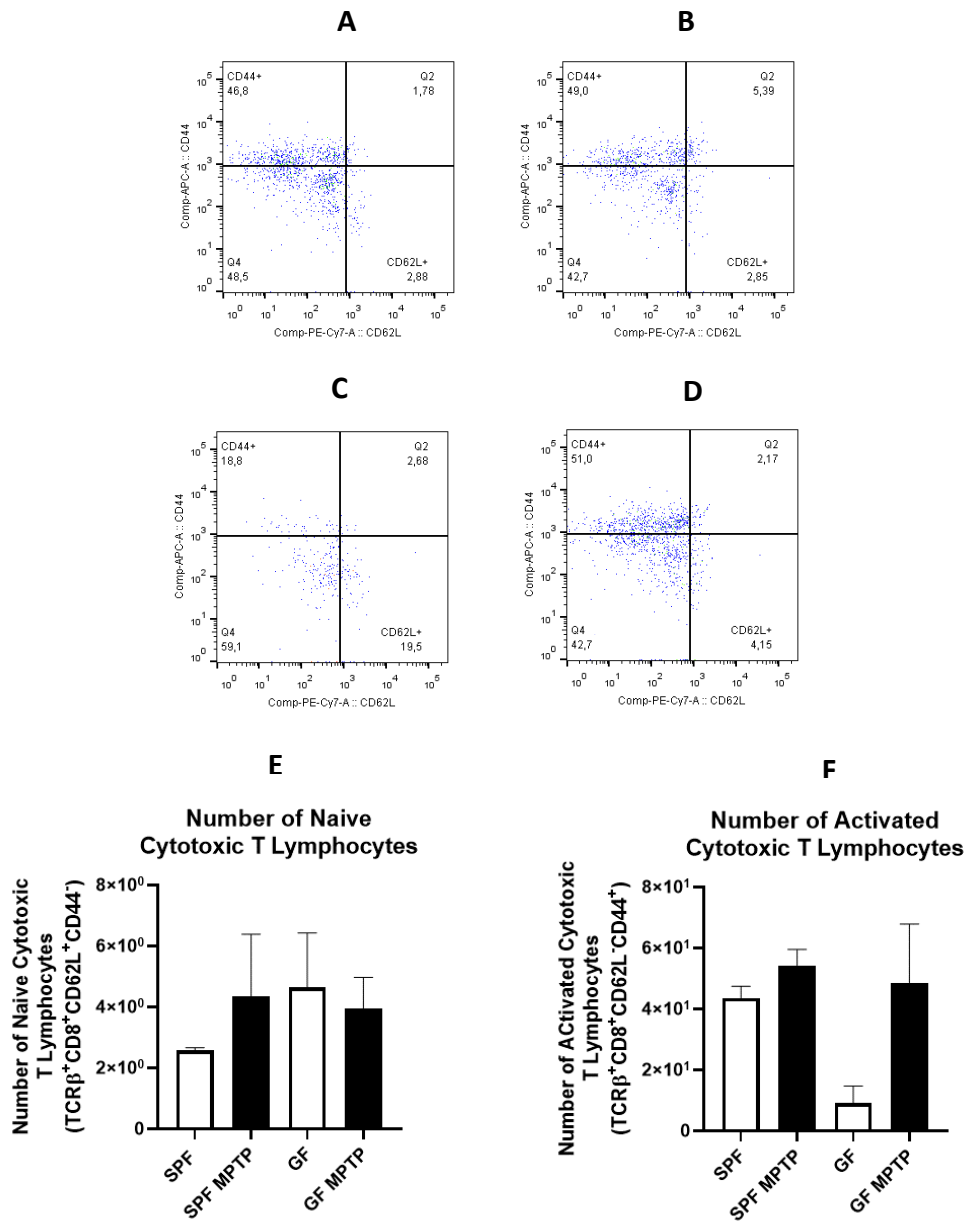 A
CD44+
46,8
Q2
1,78
Q4
48,5
CD62L+
2,88
10⁵
10⁴
10³
10²
10¹
10⁰
Comp-APC-A :: CD44
10⁰ 10¹ 10² 10³ 10⁴ 10⁵
Comp-PE-Cy7-A :: CD62L
B
CD44+
49,0
Q2
5,39
Q4
42,7
CD62L+
2,85
10⁵
10⁴
10³
10²
10¹
10⁰
Comp-APC-A :: CD44
10⁰ 10¹ 10² 10³ 10⁴ 10⁵
Comp-PE-Cy7-A :: CD62L
C
CD44+
18,8
Q2
2,68
Q4
59,1
CD62L+
19,5
10⁵
10⁴
10³
10²
10¹
10⁰
Comp-APC-A :: CD44
10⁰ 10¹ 10² 10³ 10⁴ 10⁵
Comp-PE-Cy7-A :: CD62L
D
CD44+
51,0
Q2
2,17
Q4
42,7
CD62L+
4,15
10⁵
10⁴
10³
10²
10¹
10⁰
Comp-APC-A :: CD44
10⁰ 10¹ 10² 10³ 10⁴ 10⁵
Comp-PE-Cy7-A :: CD62L
E
Number of Naive
Cytotoxic T Lymphocytes
Number of Naive Cytotoxic
T Lymphocytes
(TCRβ⁺CD8⁺CD62L⁺CD44⁻)
8×10⁰
6×10⁰
4×10⁰
2×10⁰
0
SPF
SPF MPTP
GF
GF MPTP
F
Number of Activated
Cytotoxic T Lymphocytes
Number of ACtivated Cytotoxic
T Lymphocytes
(TCRβ⁺CD8⁺CD62L⁻CD44⁺)
8×10¹
6×10¹
4×10¹
2×10¹
0
SPF
SPF MPTP
GF
GF MPTP